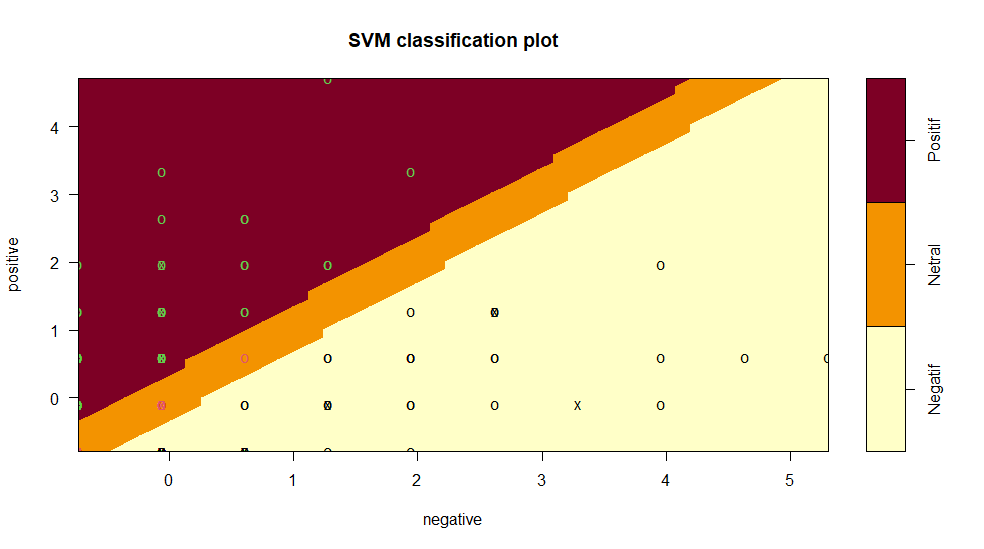 SVM classification plot
positive
4
3
2
1
0
0 1 2 3 4 5
negative
Positif
Netral
Negatif